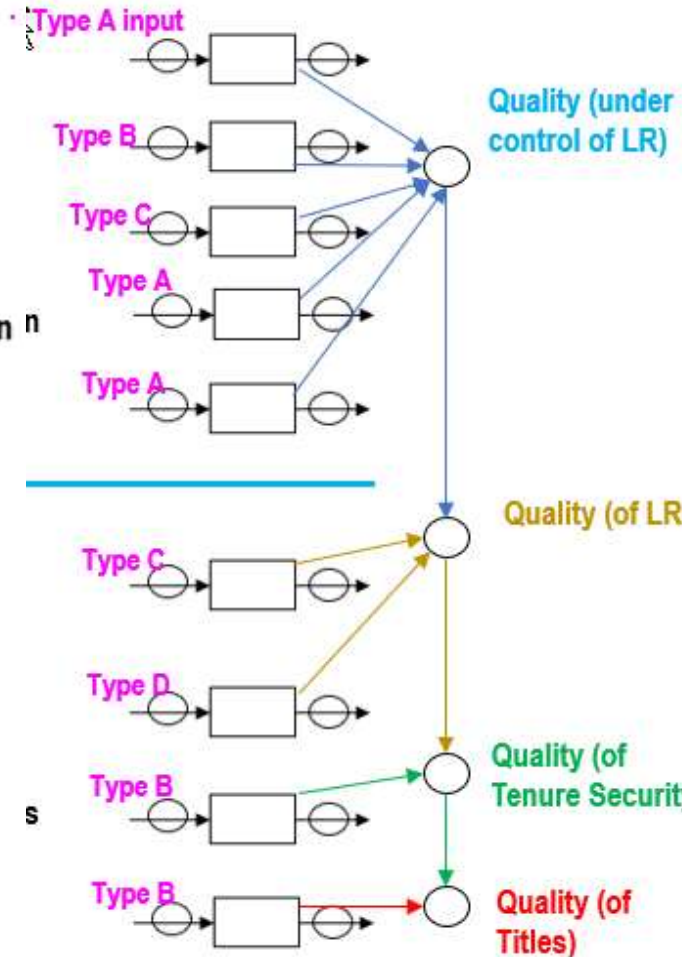 Type A input
Quality (under
control of LR)
Type B
Type C
Type A
n n
Type A
Quality (of LR
Type C
Type D
Quality (of
Tenure Security
Type B
s
Type B
Quality (of
Titles)